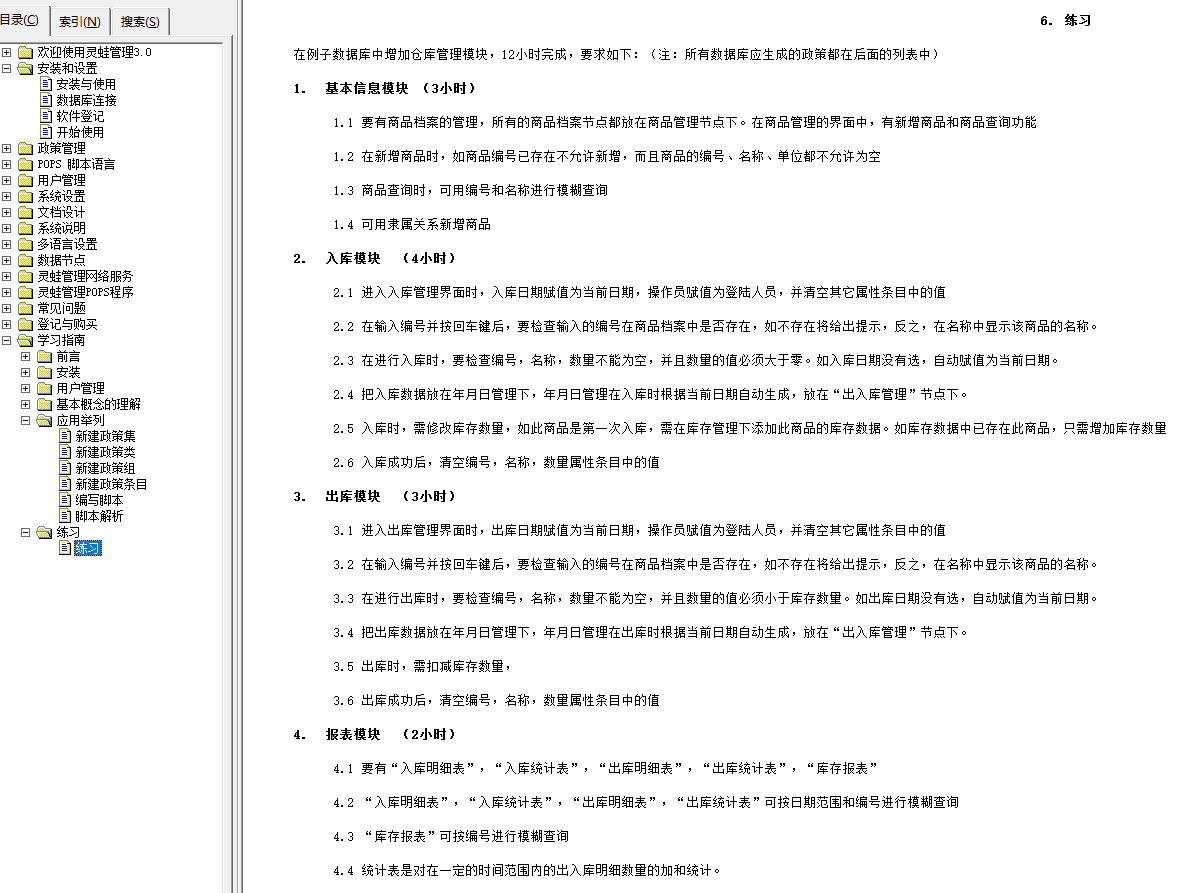 目录(C)
索引(N)
搜索(S)
欢迎使用灵蛙管理3.0
安装和设置
安装与使用
数据库连接
软件登记
开始使用
政策管理
POPS 脚本语言
用户管理
系统设置
文档设计
系统说明
多语言设置
数据节点
灵蛙管理网络服务
灵蛙管理POPS程序
常见问题
登记与购买
学习指南
前言
安装
用户管理
基本概念的理解
应用举列
新建政策集
新建政策类
新建政策组
新建政策条目
编写脚本
脚本解析
练习
练习
6. 练习
在例子数据库中增加仓库管理模块，12小时完成，要求如下：（注：所有数据库应生成的政策都在后面的列表中）
1. 基本信息模块 （3小时）
1.1 要有商品档案的管理，所有的商品档案节点都放在商品管理节点下。在商品管理的界面中，有新增商品和商品查询功能
1.2 在新增商品时，如商品编号已存在不允许新增，而且商品的编号、名称、单位都不允许为空
1.3 商品查询时，可用编号和名称进行模糊查询
1.4 可用隶属关系新增商品
2. 入库模块 （4小时）
2.1 进入入库管理界面时，入库日期赋值为当前日期，操作员赋值为登陆人员，并清空其它属性条目中的值
2.2 在输入编号并按回车键后，要检查输入的编号在商品档案中是否存在，如不存在将给出提示，反之，在名称中显示该商品的名称。
2.3 在进行入库时，要检查编号，名称，数量不能为空，并且数量的值必须大于零。如入库日期没有选，自动赋值为当前日期。
2.4 把入库数据放在年月日管理下，年月日管理在入库时根据当前日期自动生成，放在“出入库管理”节点下。
2.5 入库时，需修改库存数量，如此商品是第一次入库，需在库存管理下添加此商品的库存数据。如库存数据中已存在此商品，只需增加库存数量
2.6 入库成功后，清空编号，名称，数量属性条目中的值
3. 出库模块 （3小时）
3.1 进入出库管理界面时，出库日期赋值为当前日期，操作员赋值为登陆人员，并清空其它属性条目中的值
3.2 在输入编号并按回车键后，要检查输入的编号在商品档案中是否存在，如不存在将给出提示，反之，在名称中显示该商品的名称。
3.3 在进行出库时，要检查编号，名称，数量不能为空，并且数量的值必须小于库存数量。如出库日期没有选，自动赋值为当前日期。
3.4 把出库数据放在年月日管理下，年月日管理在出库时根据当前日期自动生成，放在“出入库管理”节点下。
3.5 出库时，需扣减库存数量，
3.6 出库成功后，清空编号，名称，数量属性条目中的值
4. 报表模块 （2小时）
4.1 要有“入库明细表”，“入库统计表”，“出库明细表”，“出库统计表”，“库存报表”
4.2 “入库明细表”，“入库统计表”，“出库明细表”，“出库统计表”可按日期范围和编号进行模糊查询
4.3 “库存报表”可按编号进行模糊查询
4.4 统计表是对在一定的时间范围内的出入库明细数量的加和统计。